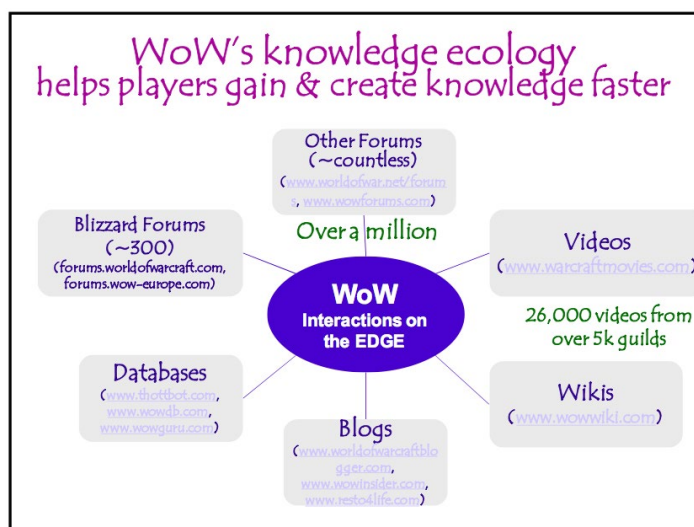 WoW's knowledge ecology
helps players gain & create knowledge faster
Other Forums
(~countless)
(www.worldofwar.net/forum
s, www.wowforums.com)
Over a million
Blizzard Forums
(~300)
(forums.worldofwarcraft.com,
forums.wow-europe.com)
Videos
(www.warcraftmovies.com)
26,000 videos from
over 5k guilds
WoW
Interactions on
the EDGE
Databases
(www.thottbot.com,
www.wowdb.com,
www.wowguru.com)
Blogs
(www.worldofwarcraftblo
gger.com,
www.wowinsider.com,
www.resto4life.com)
Wikis
(www.wowwiki.com)